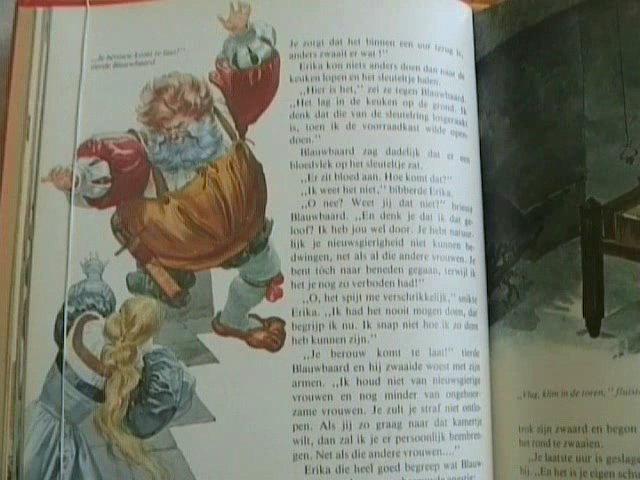 „Je berouw komt te laat!"
tierde Blauwbaard.
Je zorgt dat het binnen een uur terug is,
anders zwaait er wat!"
Erika kon niets anders doen dan naar de
keuken lopen en het sleuteltje halen.
„Hier is het," zei ze tegen Blauwbaard.
„Het lag in de keuken op de grond. Ik
denk dat die van de sleutelring losgeraakt
is, toen ik de voorraadkast wilde open-
doen."
Blauwbaard zag dadelijk dat er een
bloedvlek op het sleuteltje zat.
„Er zit bloed aan. Hoe komt dat?"
„Ik weet het niet," bibberde Erika.
„O nee? Weet jij dat niet?" brieste
Blauwbaard. „En denk je dat ik dat ge-
loof? Ik heb jou wel door. Je hebt natuur-
lijk je nieuwsgierigheid niet kunnen be-
dwingen, net als al die andere vrouwen. Je
bent tóch naar beneden gegaan, terwijl ik
het je nog zo verboden had!"
„O, het spijt me verschrikkelijk," snikte
Erika. „Ik had het nooit mogen doen, dat
begrijp ik nu. Ik snap niet hoe ik zo dom
heb kunnen zijn."
„Je berouw komt te laat!" tierde
Blauwbaard en hij zwaaide woest met zijn
armen. „Ik houd niet van nieuwsgierige
vrouwen en nog minder van ongehoor-
zame vrouwen. Je zult je straf niet ontlo-
pen. Als jij zo graag naar dat kamertje
wilt, dan zal ik je er persoonlijk heenbren-
gen. Net als die andere vrouwen...."
Erika die heel goed begreep wat Blauw-
„Vlug, klim in de toren," fluist
trok zijn zwaard en begon
het rond te zwaaien.
„Je laatste uur is geslage
hij. „En het is je eigen schu